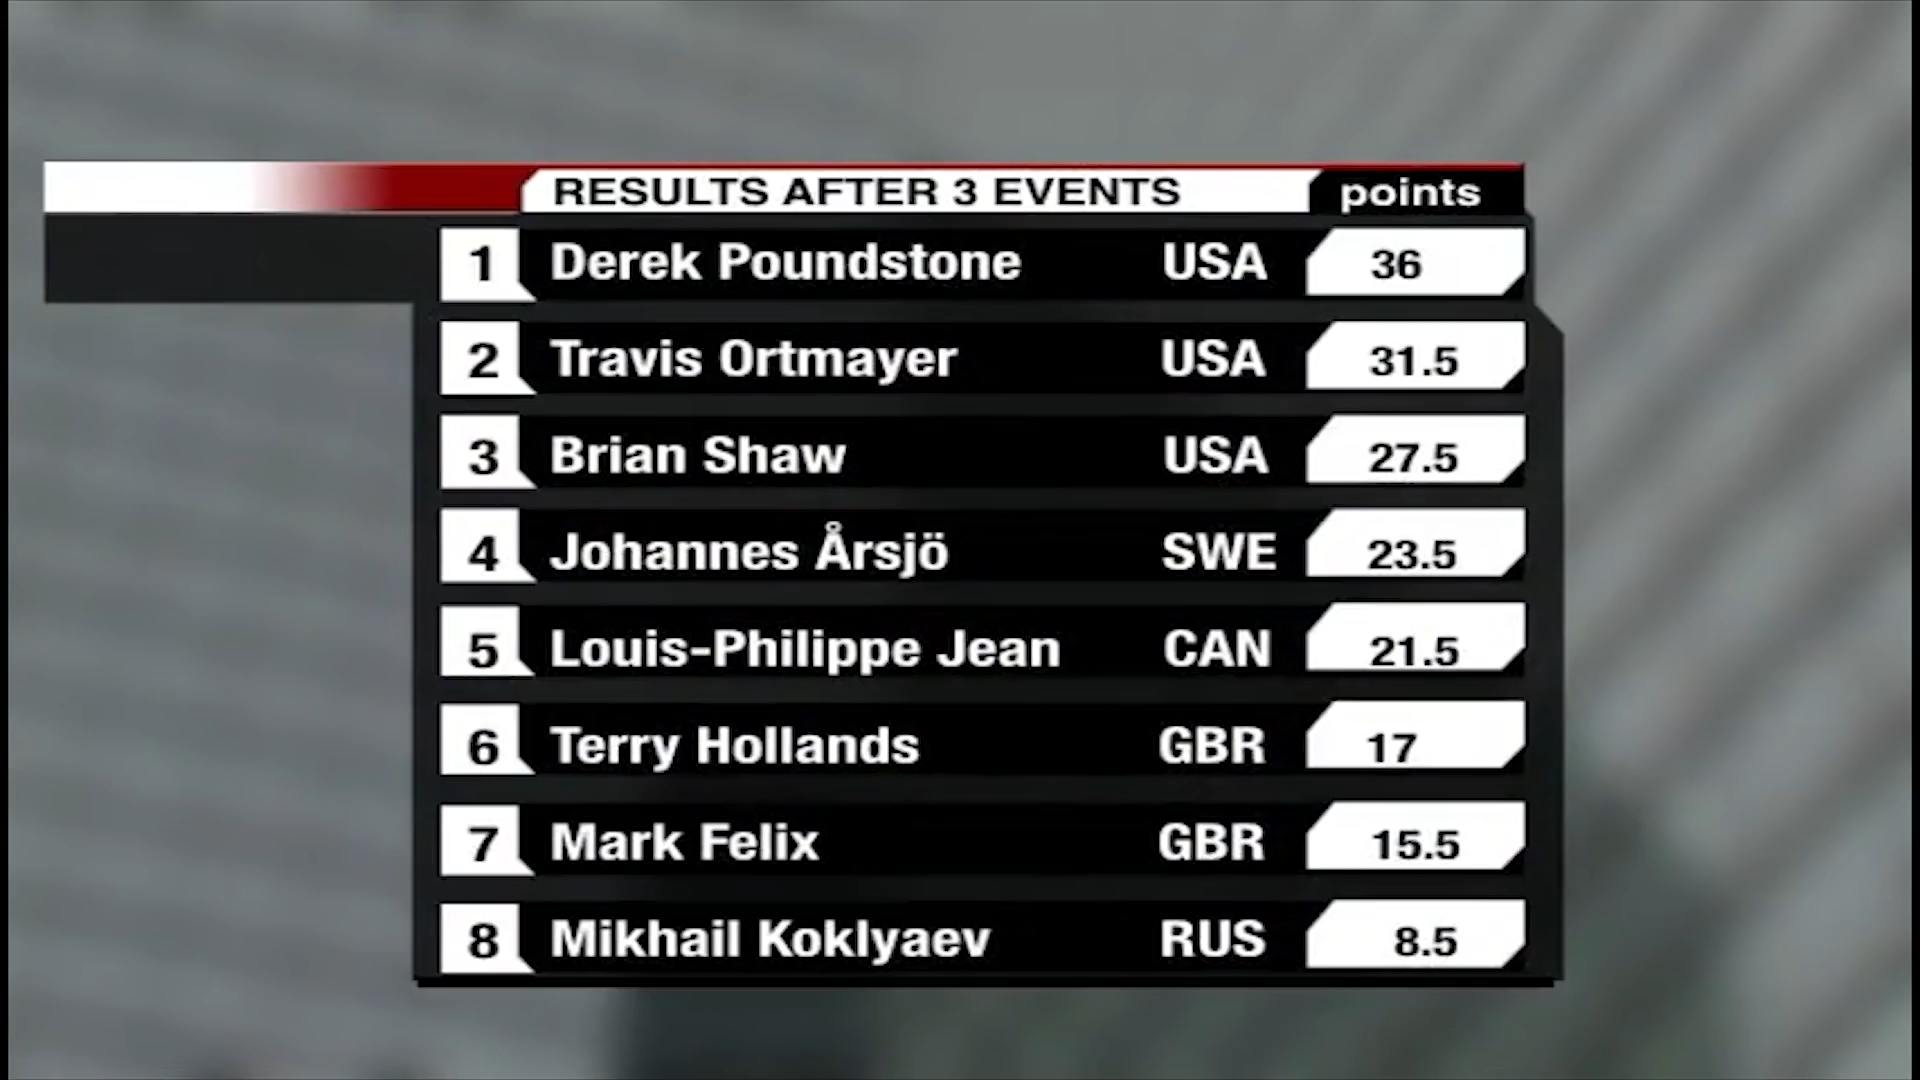 RESULTS AFTER 3 EVENTS points
1 Derek Poundstone USA 36
2 Travis Ortmayer USA 31.5
3 Brian Shaw USA 27.5
4 Johannes Årsjö SWE 23.5
5 Louis-Philippe Jean CAN 21.5
6 Terry Hollands GBR 17
7 Mark Felix GBR 15.5
8 Mikhail Koklyaev RUS 8.5